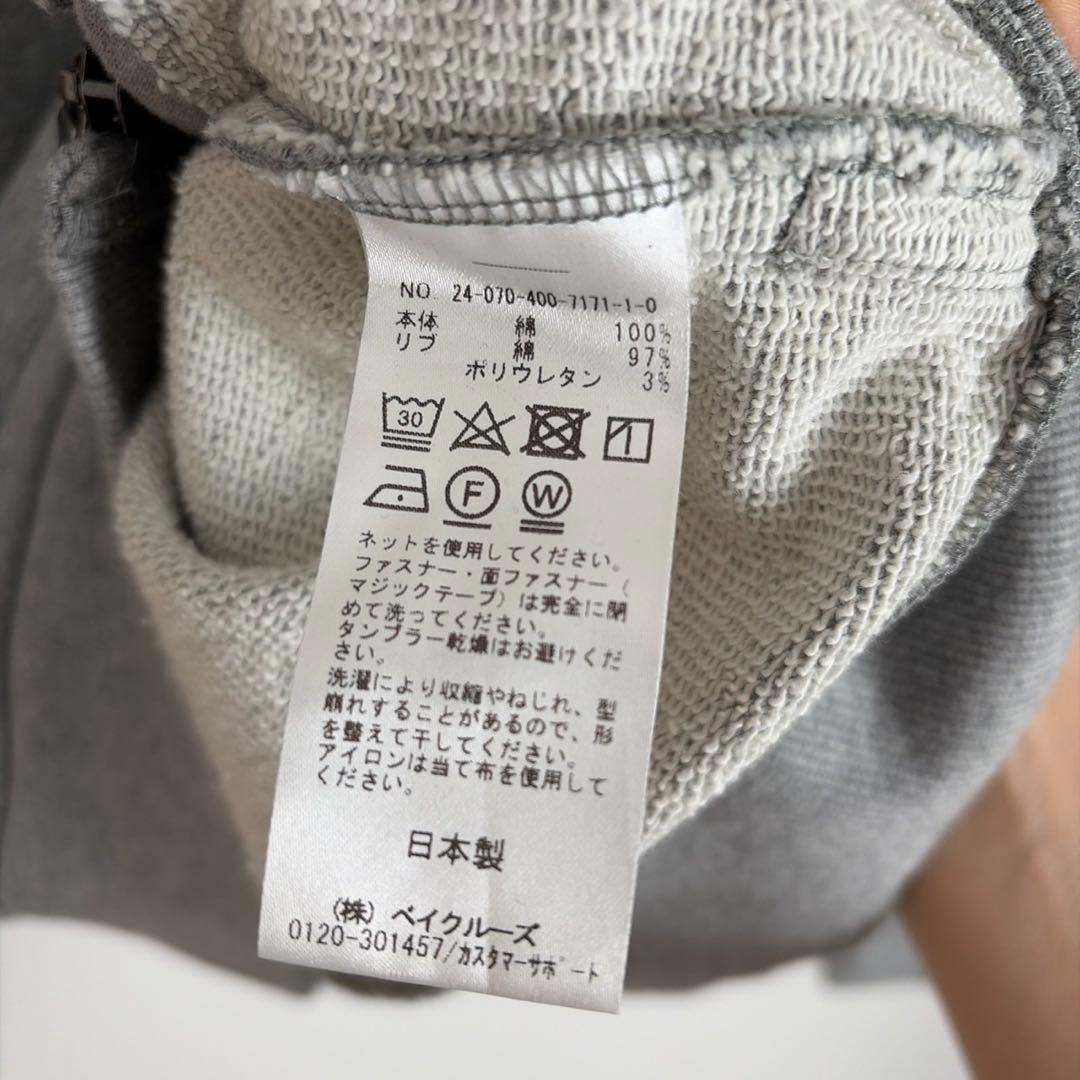 NO. 24-070-400-7171-1-0
本体 綿 100%
リブ 綿 97%
ポリウレタン 3%
30
F W
ネットを使用してください。
ファスナー・面ファスナー(
マジックテープ)は完全に閉
めて洗ってください。
タンブラー乾燥はお避けくだ
さい。
洗濯により収縮やねじれ、型
崩れすることがあるので、形
を整えて干してください。
アイロンは当て布を使用して
ください。
日本製
(株) ベイクルーズ
0120-301457/カスタマーサポート